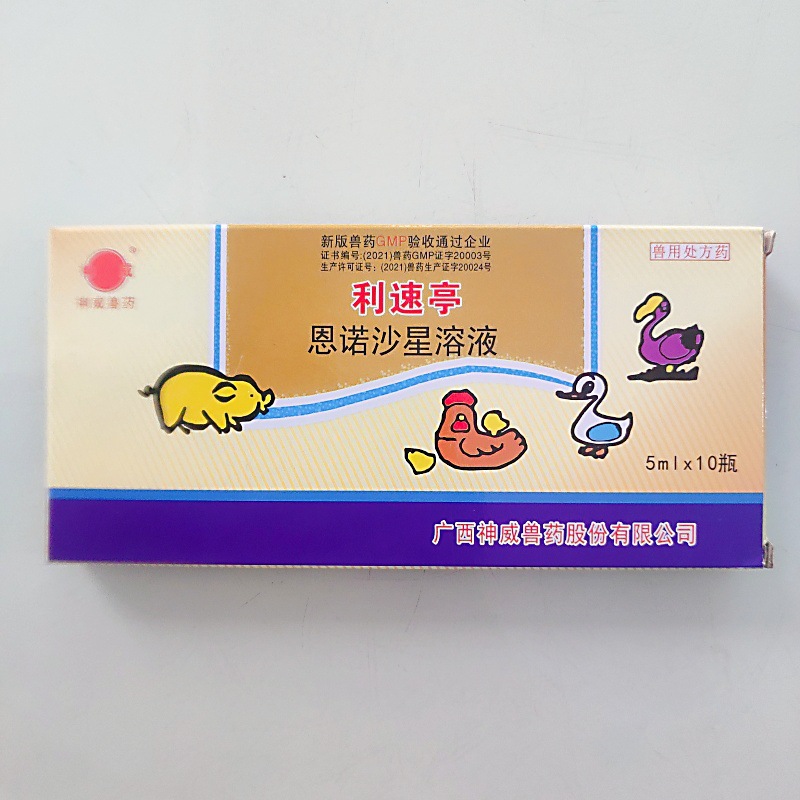 新版兽药GMP验收通过企业
证书编号:(2021)兽药GMP证字20003号
生产许可证号:(2021)兽药生产证字20024号
兽用处方药
神威兽药
利速亭
恩诺沙星溶液
5mlx10瓶
广西神威兽药股份有限公司